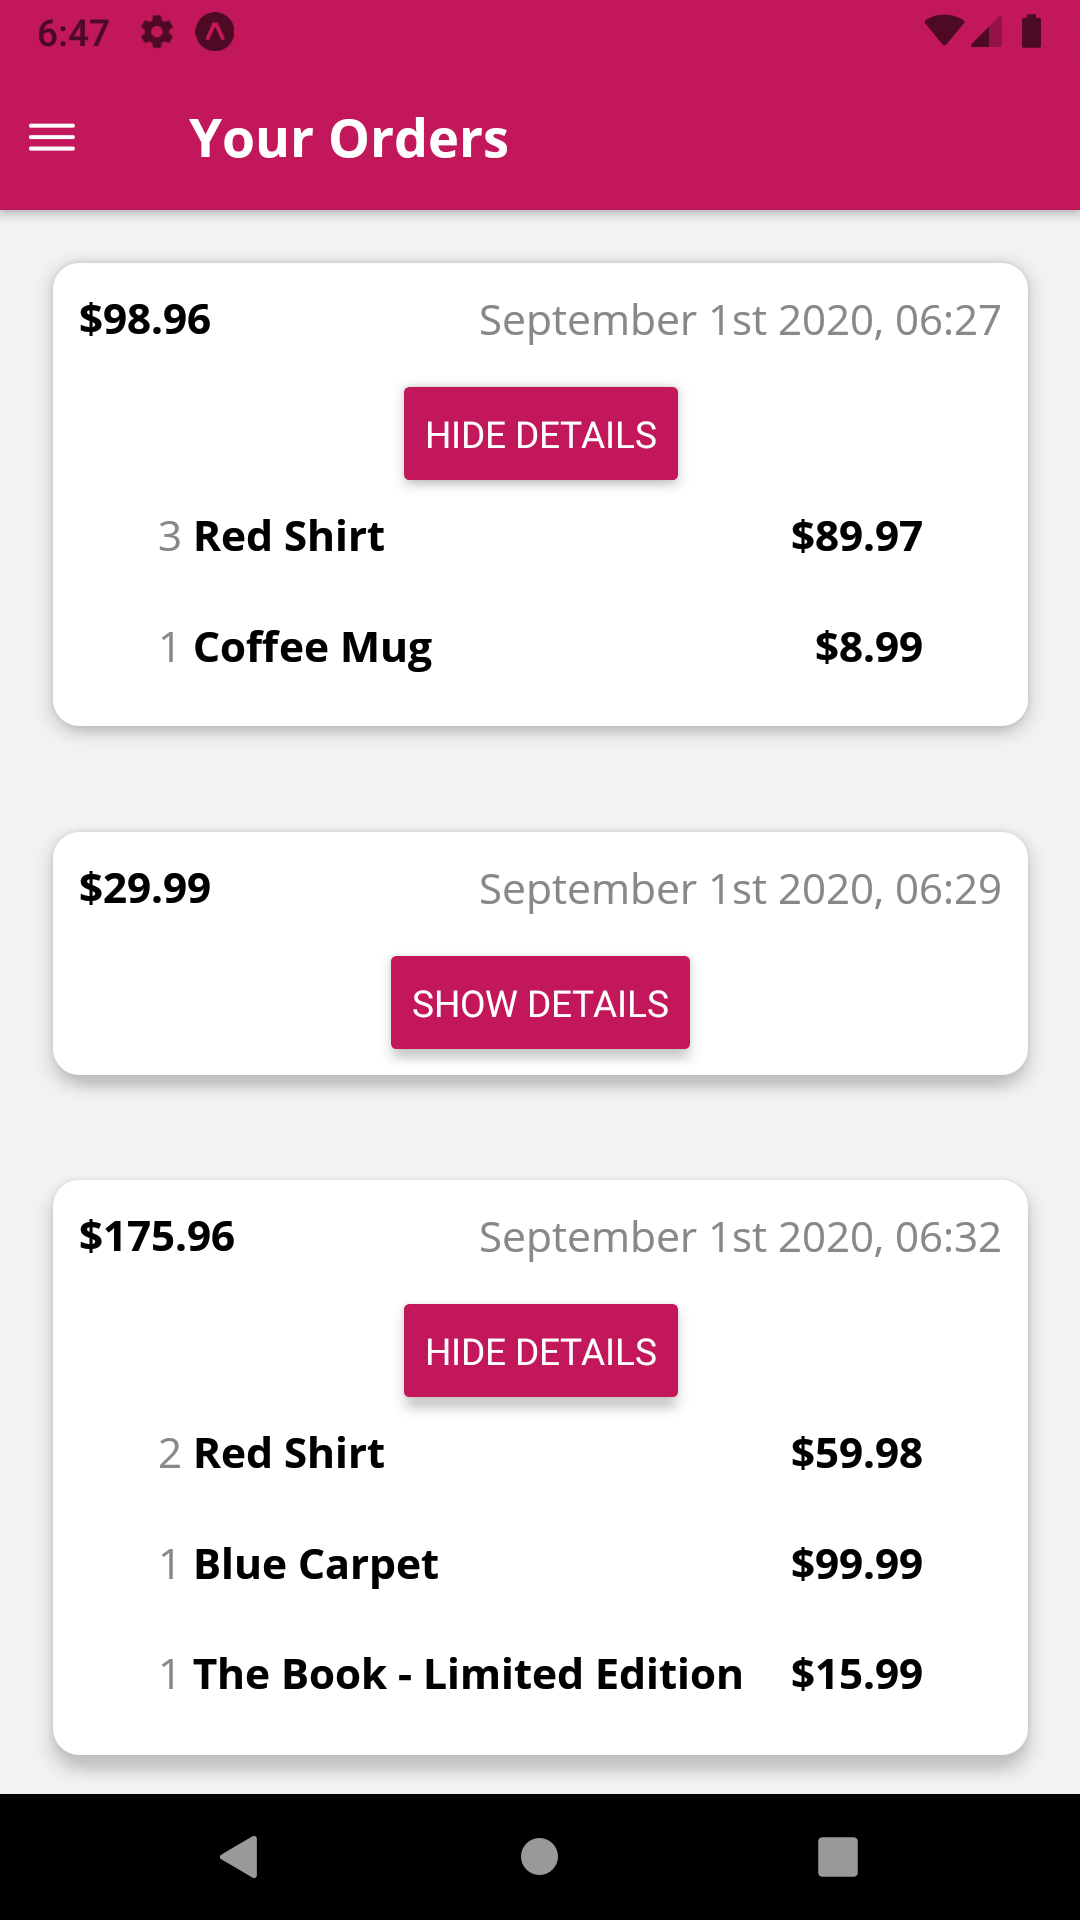 6:47
Your Orders
$98.96 September 1st 2020, 06:27
HIDE DETAILS
3 Red Shirt $89.97
1 Coffee Mug $8.99
$29.99 September 1st 2020, 06:29
SHOW DETAILS
$175.96 September 1st 2020, 06:32
HIDE DETAILS
2 Red Shirt $59.98
1 Blue Carpet $99.99
1 The Book - Limited Edition $15.99